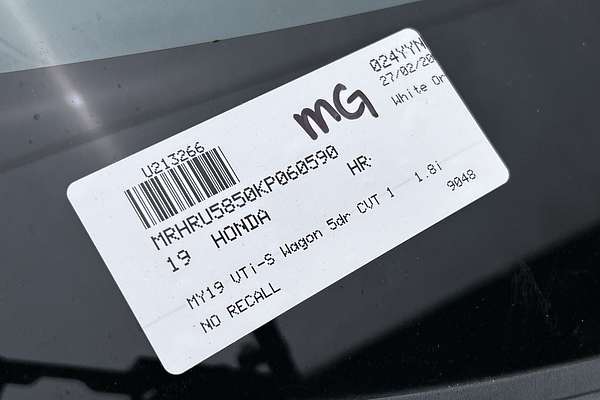 U213266
mG
024YYM
27/02/20
White Or
MRHRU5850KP060590
19 HONDA
HR-
MY19 VTi-S Wagon 5dr CVT 1 1.8i
9048
NO RECALL